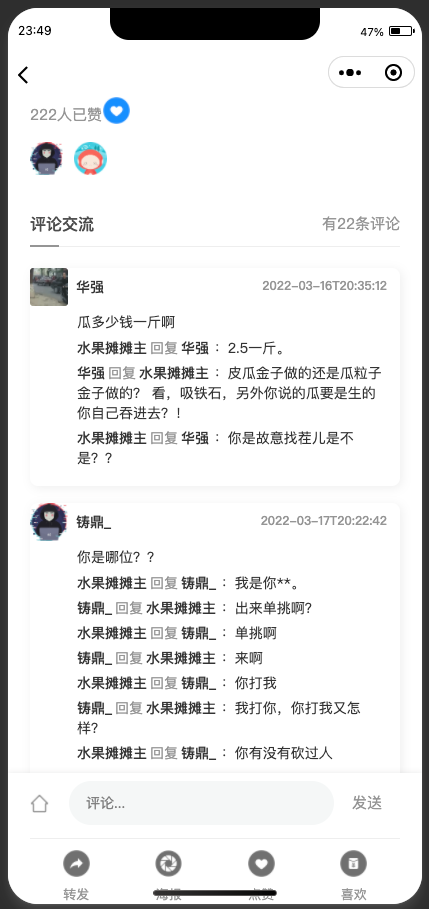 23:49
47%
222人已赞
评论交流
有22条评论
华强
2022-03-16T20:35:12
瓜多少钱一斤啊
水果摊摊主 回复 华强 : 2.5一斤。
华强 回复 水果摊摊主 : 皮瓜金子做的还是瓜粒子
金子做的? 看,吸铁石,另外你说的瓜要是生的
你自己吞进去?!
水果摊摊主 回复 华强 : 你是故意找茬儿是不
是??
铸鼎_
2022-03-17T20:22:42
你是哪位??
水果摊摊主 回复 铸鼎_ : 我是你**。
铸鼎_ 回复 水果摊摊主 : 出来单挑啊?
水果摊摊主 回复 铸鼎_ : 单挑啊
铸鼎_ 回复 水果摊摊主 : 来啊
水果摊摊主 回复 铸鼎_ : 你打我
铸鼎_ 回复 水果摊摊主 : 我打你,你打我又怎
样?
水果摊摊主 回复 铸鼎_ : 你有没有砍过人
评论...
发送
转发
海报
点赞
喜欢